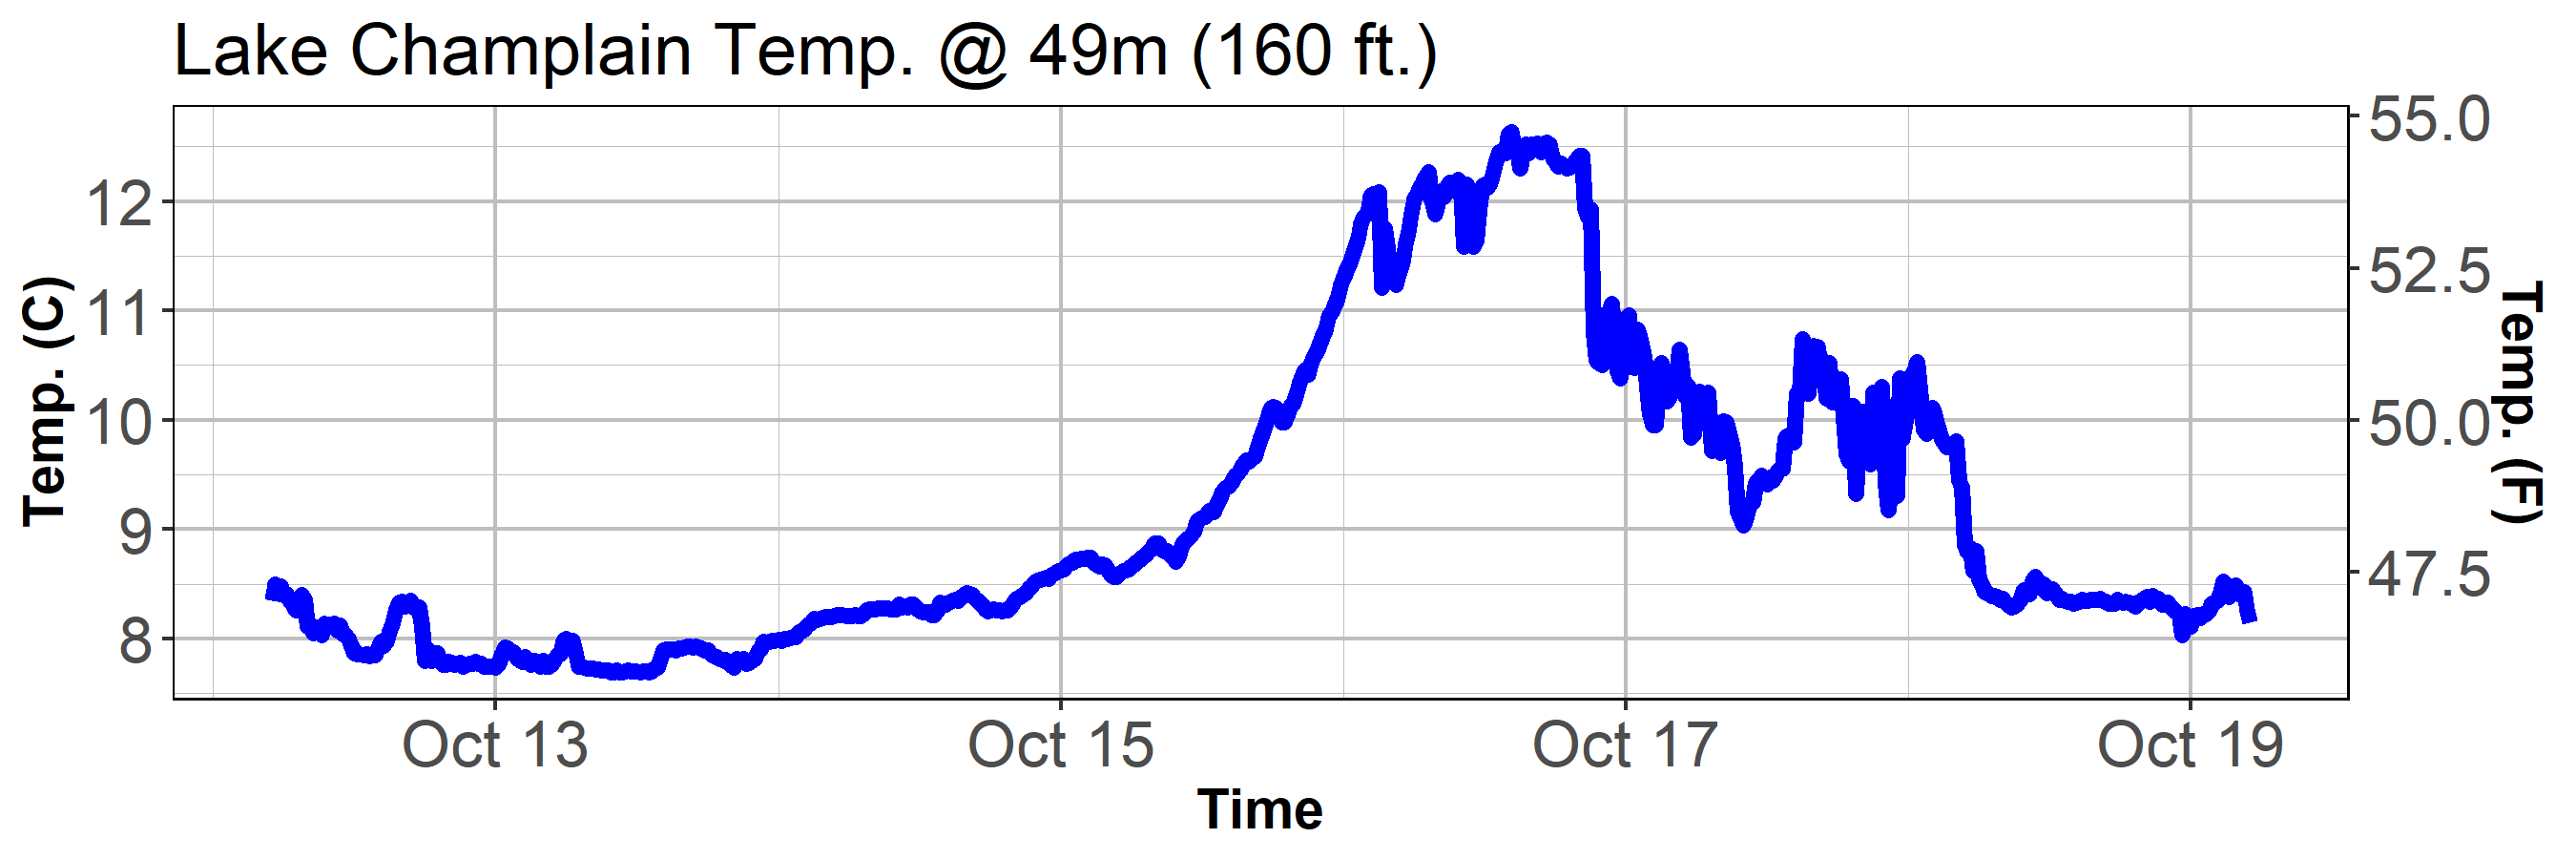 Lake Champlain Temp. @ 49m (160 ft.)
Temp. (C)
12
11
10
9
8
55.0
52.5
50.0
47.5
Temp. (F)
Oct 13
Oct 15
Oct 17
Oct 19
Time